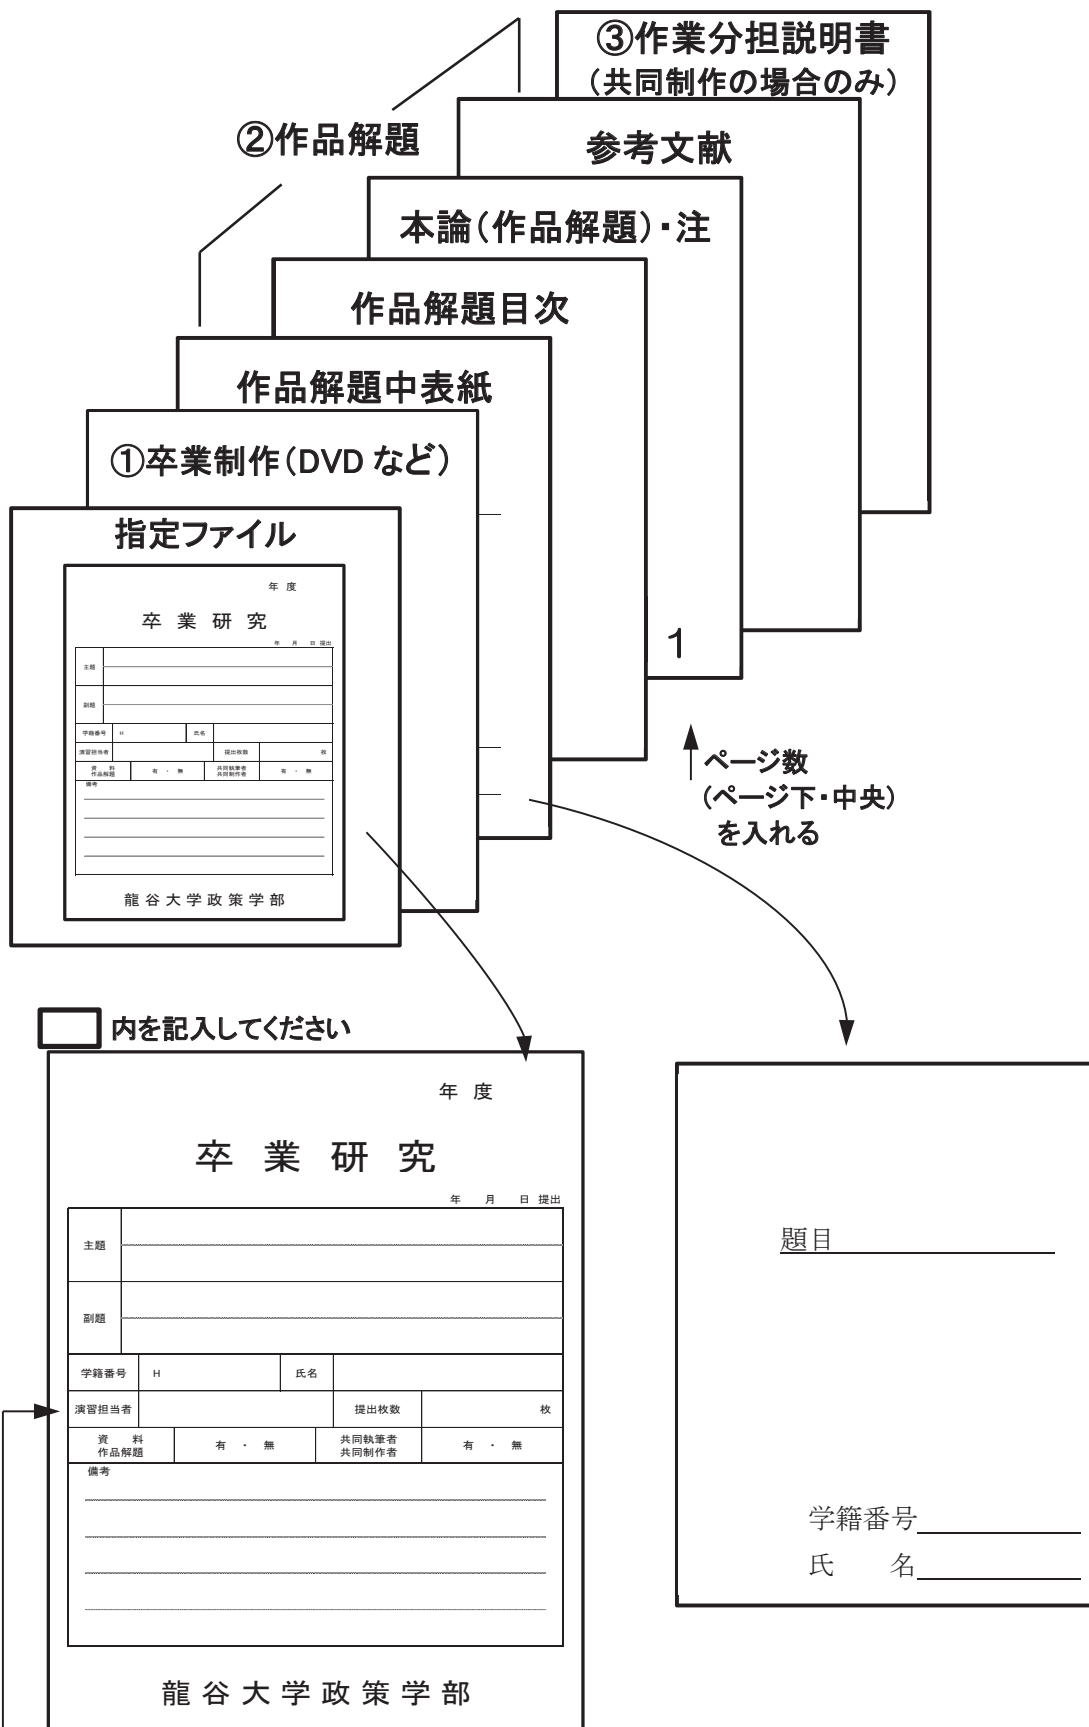 ③作業分担説明書
（共同制作の場合のみ）
②作品解題
参考文献
本論（作品解題）・注
作品解題目次
作品解題中表紙
①卒業制作（DVD など）
指定ファイル
年 度
卒 業 研 究
年 月 日 提出
主題
副題
学籍番号 H 氏名
演習担当者 提出枚数 枚
資 料 作品解題 有 ・ 無 共同執筆者 共同制作者 有 ・ 無
備考
龍谷大学政策学部
1
ページ数
（ページ下・中央）
を入れる
内を記入してください
年 度
卒 業 研 究
年 月 日 提出
主題
副題
学籍番号 H 氏名
演習担当者 提出枚数 枚
資 料 有 ・ 無 共同執筆者 有 ・ 無
作品解題 共同制作者
備考
龍谷大学政策学部
題目
学籍番号
氏 名